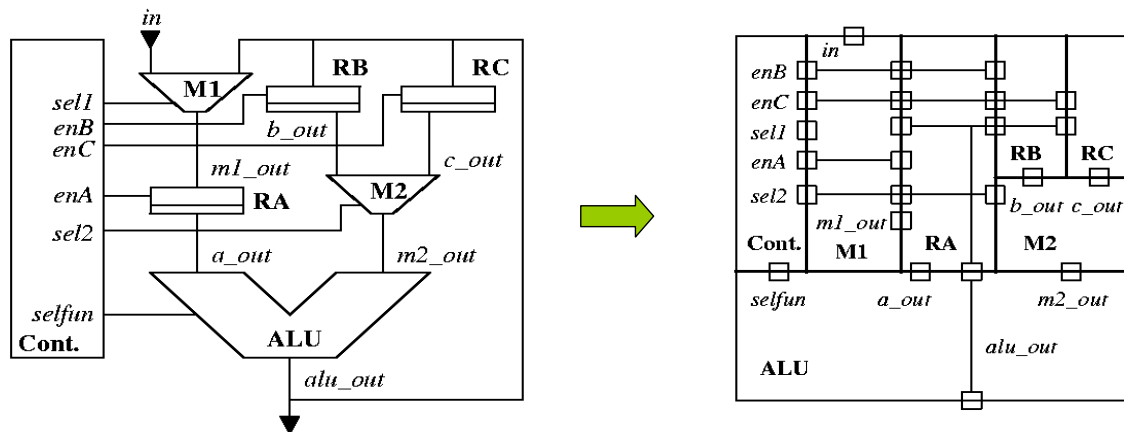 in
M1
RB
RC
sel1
enB
enC
b_out
m1_out
c_out
enA
RA
M2
sel2
a_out
m2_out
selfun
ALU
Cont.
alu_out
in
enB
enC
sel1
enA
RB
RC
sel2
m1_out
b_out
c_out
Cont.
M1
RA
M2
selfun
a_out
m2_out
alu_out
ALU